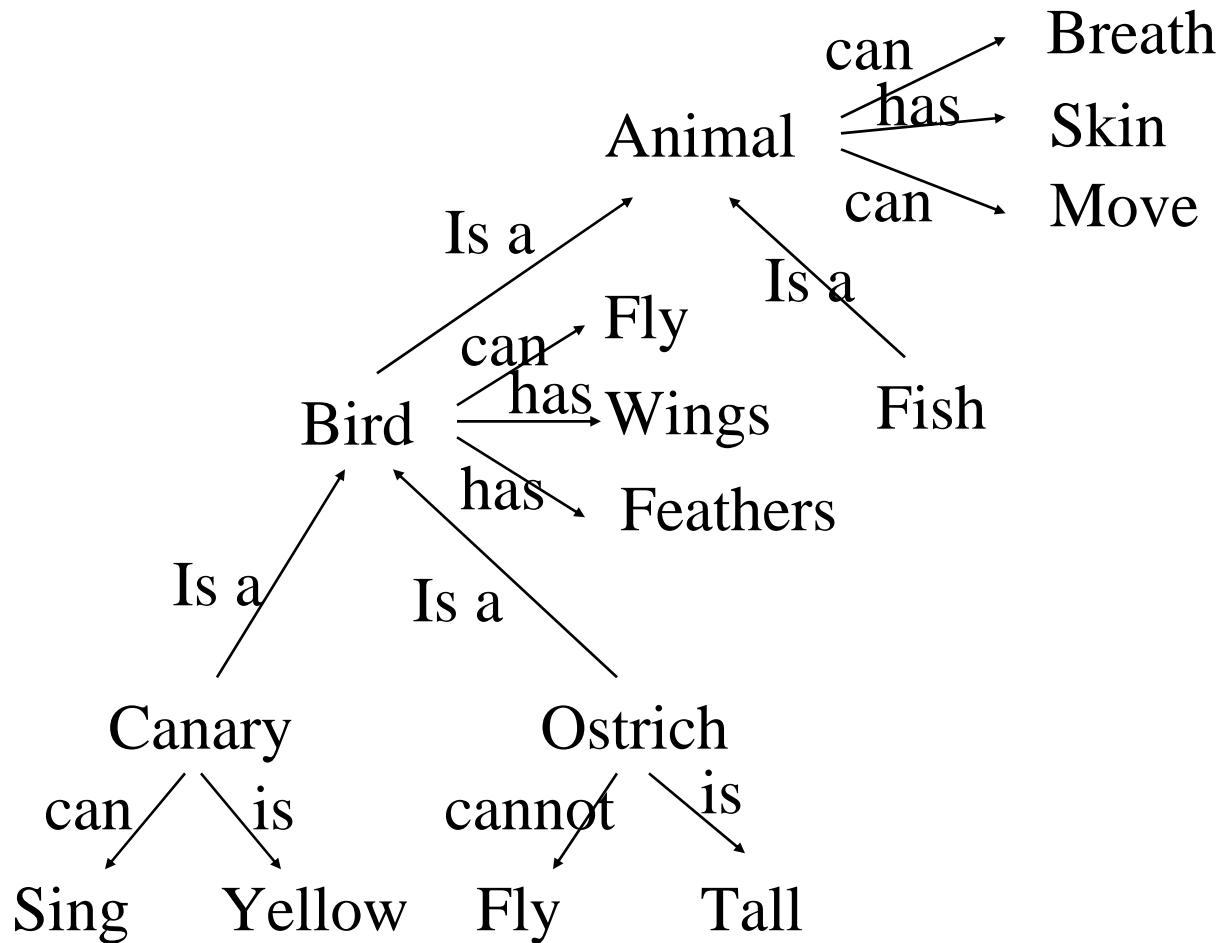 can
Breath
has
Animal
Skin
can
Move
Is a
Is a
can
Fly
has
Wings
Bird
Fish
has
Feathers
Is a
Is a
Canary
Ostrich
can
is
cannot
is
Sing
Yellow
Fly
Tall